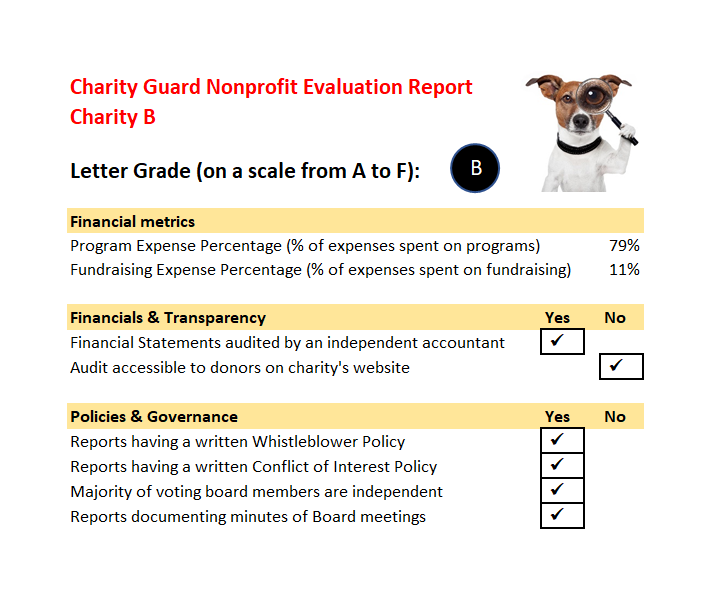 Charity Guard Nonprofit Evaluation Report
Charity B
Letter Grade (on a scale from A to F): B
Financial metrics
Program Expense Percentage (% of expenses spent on programs) 79%
Fundraising Expense Percentage (% of expenses spent on fundraising) 11%
Financials & Transparency Yes No
Financial Statements audited by an independent accountant ✓
Audit accessible to donors on charity's website ✓
Policies & Governance Yes No
Reports having a written Whistleblower Policy ✓
Reports having a written Conflict of Interest Policy ✓
Majority of voting board members are independent ✓
Reports documenting minutes of Board meetings ✓